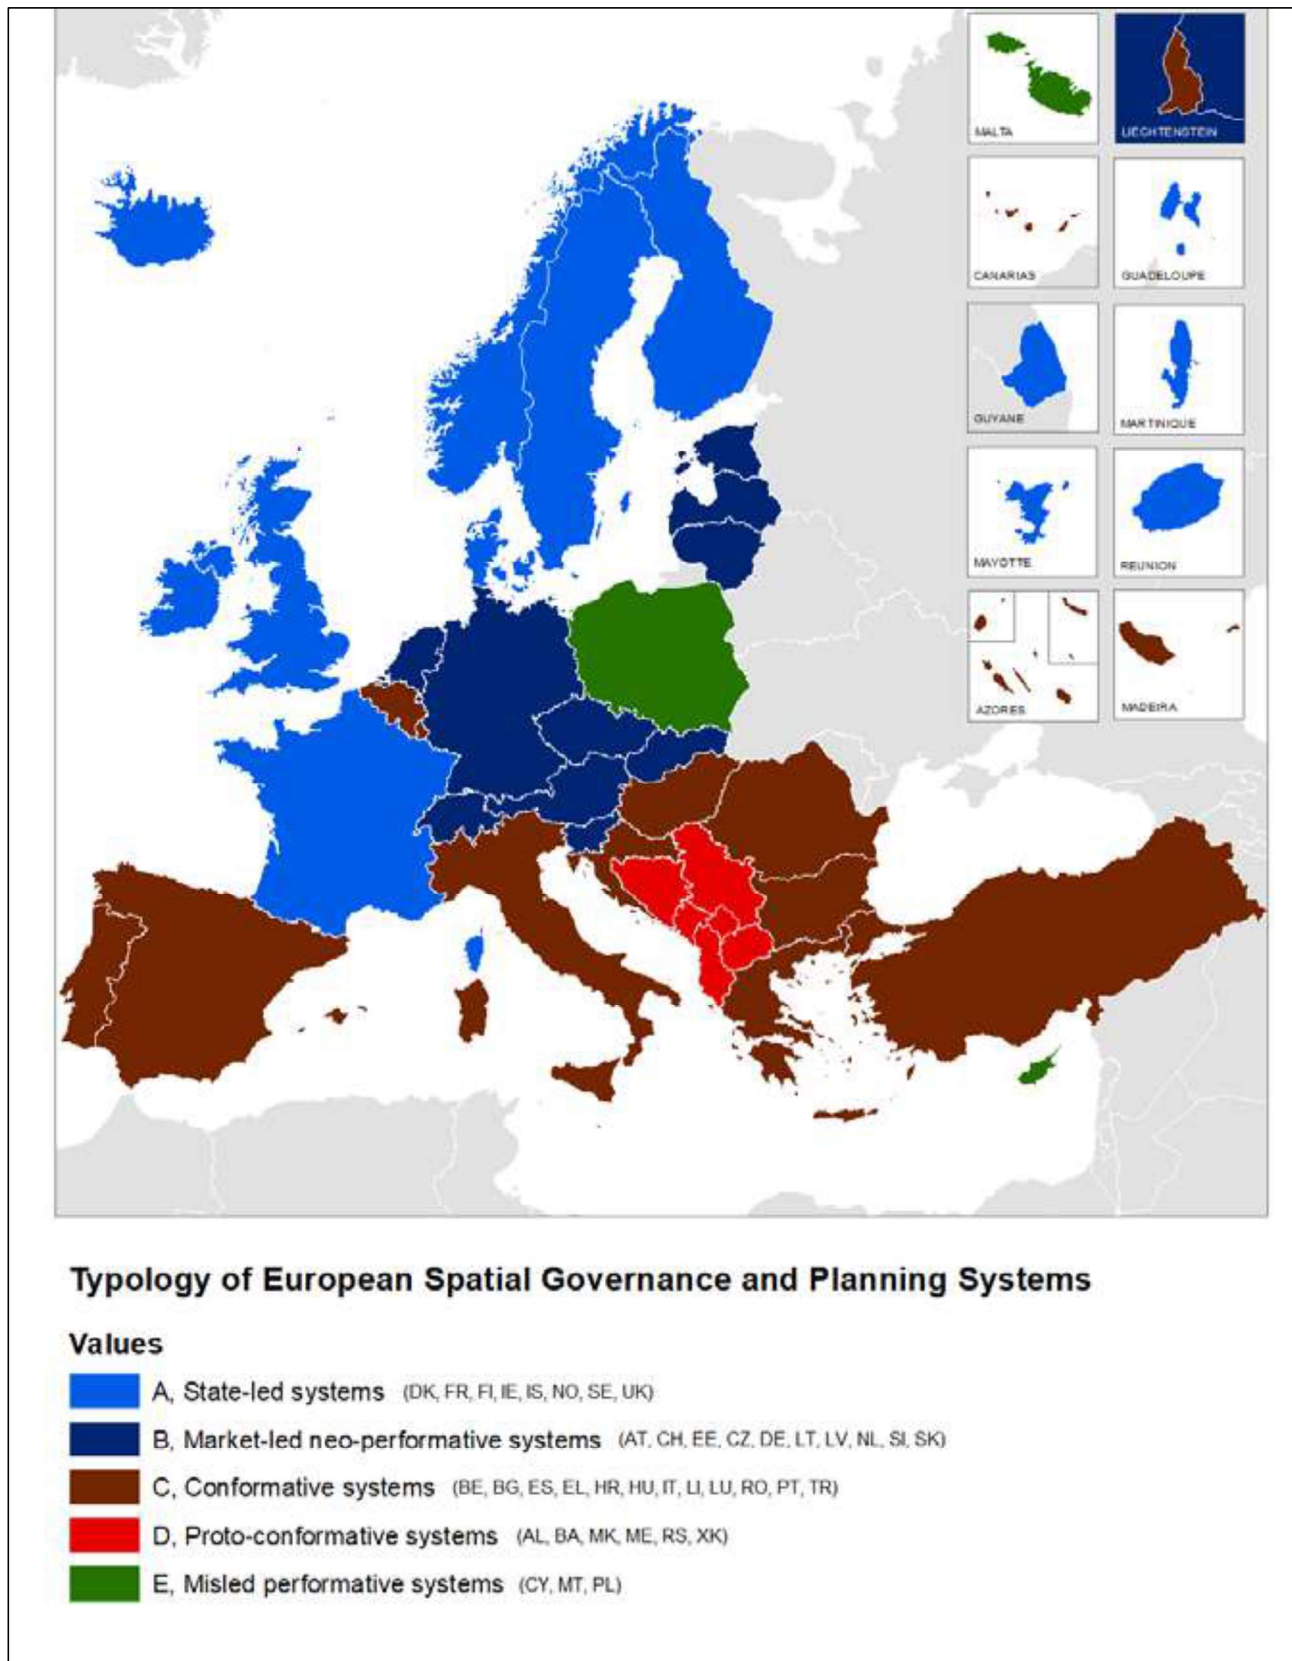 MALTA
LIECHTENSTEIN
CANARIAS
GUADELOUPE
GUYANE
MARTINIQUE
MAYOTTE
REUNION
AZORES
MADEIRA
Typology of European Spatial Governance and Planning Systems
Values
A, State-led systems (DK, FR, FI, IE, IS, NO, SE, UK)
B, Market-led neo-performative systems (AT, CH, EE, CZ, DE, LT, LV, NL, SI, SK)
C, Conformative systems (BE, BG, ES, EL, HR, HU, IT, LI, LU, RO, PT, TR)
D, Proto-conformative systems (AL, BA, MK, ME, RS, XK)
E, Misled performative systems (CY, MT, PL)